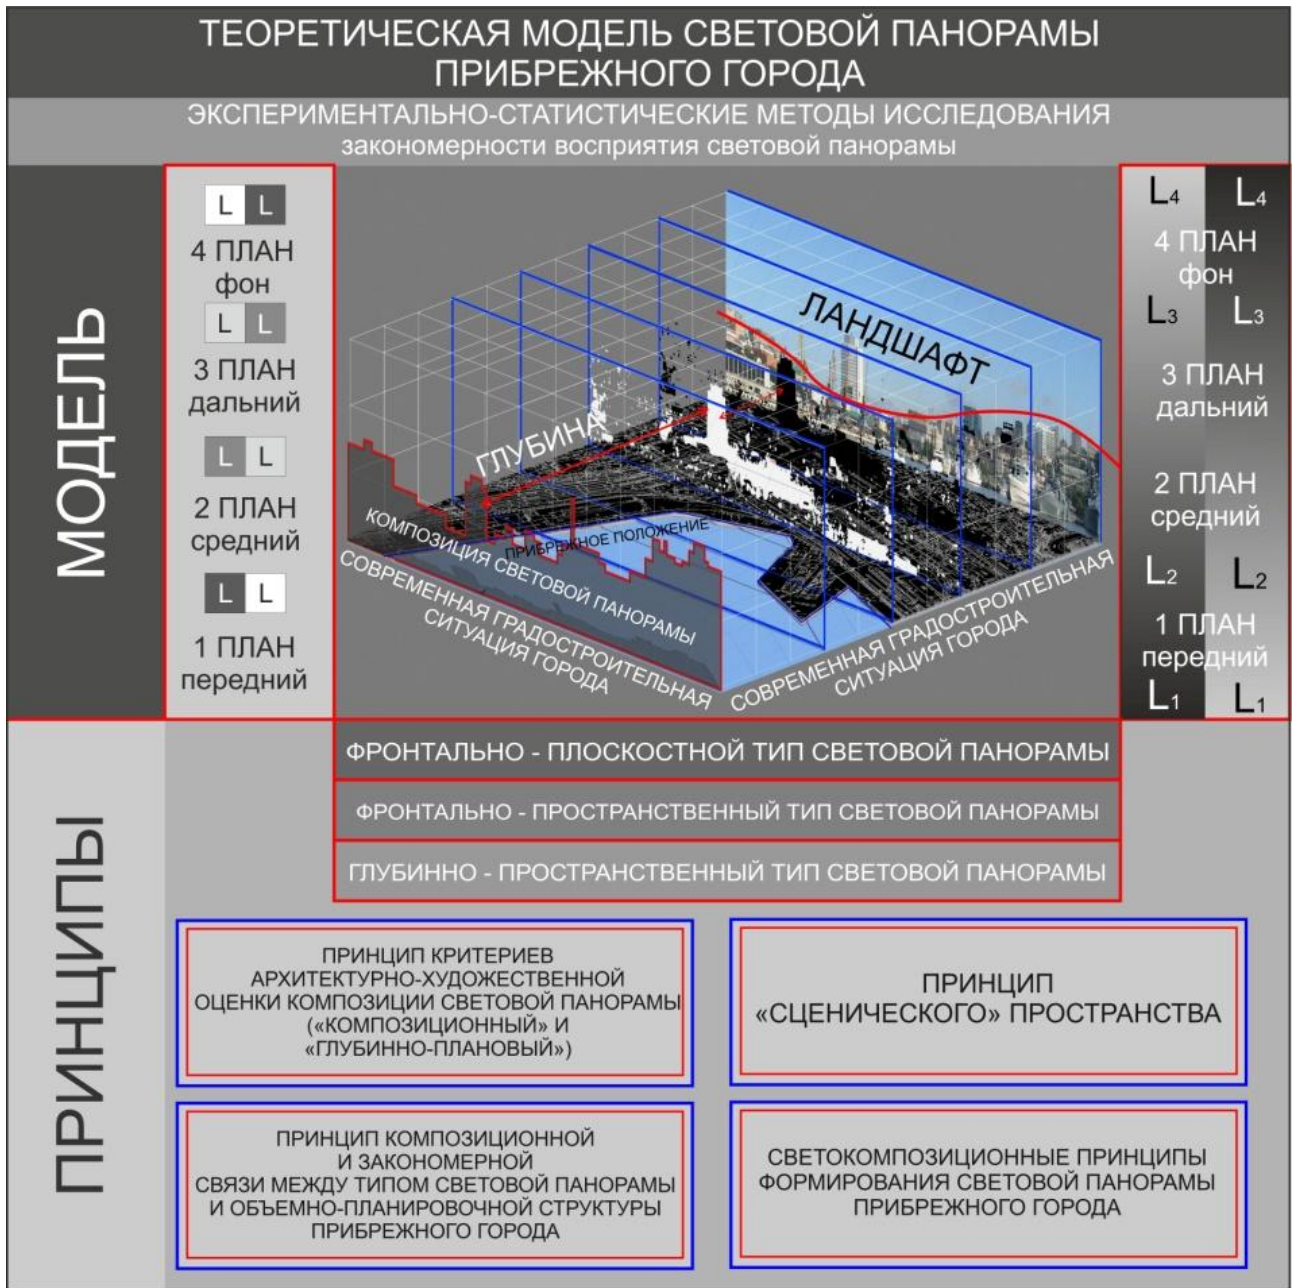 ТЕОРЕТИЧЕСКАЯ МОДЕЛЬ СВЕТОВОЙ ПАНОРАМЫ
ПРИБРЕЖНОГО ГОРОДА
ЭКСПЕРИМЕНТАЛЬНО-СТАТИСТИЧЕСКИЕ МЕТОДЫ ИССЛЕДОВАНИЯ
закономерности восприятия световой панорамы
МОДЕЛЬ
L L
4 ПЛАН
фон
L L
3 ПЛАН
дальний
L L
2 ПЛАН
средний
L L
1 ПЛАН
передний
ЛАНДШАФТ
ГЛУБИНА
ПРИБРЕЖНОЕ ПОЛОЖЕНИЕ
КОМПОЗИЦИЯ СВЕТОВОЙ ПАНОРАМЫ
СОВРЕМЕННАЯ ГРАДОСТРОИТЕЛЬНАЯ
СИТУАЦИЯ ГОРОДА
СОВРЕМЕННАЯ ГРАДОСТРОИТЕЛЬНАЯ
СИТУАЦИЯ ГОРОДА
L4 L4
4 ПЛАН
фон
L3 L3
3 ПЛАН
дальний
2 ПЛАН
средний
L2 L2
1 ПЛАН
передний
L1 L1
ПРИНЦИПЫ
ФРОНТАЛЬНО - ПЛОСКОСТНОЙ ТИП СВЕТОВОЙ ПАНОРАМЫ
ФРОНТАЛЬНО - ПРОСТРАНСТВЕННЫЙ ТИП СВЕТОВОЙ ПАНОРАМЫ
ГЛУБИННО - ПРОСТРАНСТВЕННЫЙ ТИП СВЕТОВОЙ ПАНОРАМЫ
ПРИНЦИП КРИТЕРИЕВ
АРХИТЕКТУРНО-ХУДОЖЕСТВЕННОЙ
ОЦЕНКИ КОМПОЗИЦИИ СВЕТОВОЙ ПАНОРАМЫ
(«КОМПОЗИЦИОННЫЙ» И
«ГЛУБИННО-ПЛАНОВЫЙ»)
ПРИНЦИП
«СЦЕНИЧЕСКОГО» ПРОСТРАНСТВА
ПРИНЦИП КОМПОЗИЦИОННОЙ
И ЗАКОНОМЕРНОЙ
СВЯЗИ МЕЖДУ ТИПОМ СВЕТОВОЙ ПАНОРАМЫ
И ОБЪЕМНО-ПЛАНИРОВОЧНОЙ СТРУКТУРЫ
ПРИБРЕЖНОГО ГОРОДА
СВЕТОКОМПОЗИЦИОННЫЕ ПРИНЦИПЫ
ФОРМИРОВАНИЯ СВЕТОВОЙ ПАНОРАМЫ
ПРИБРЕЖНОГО ГОРОДА